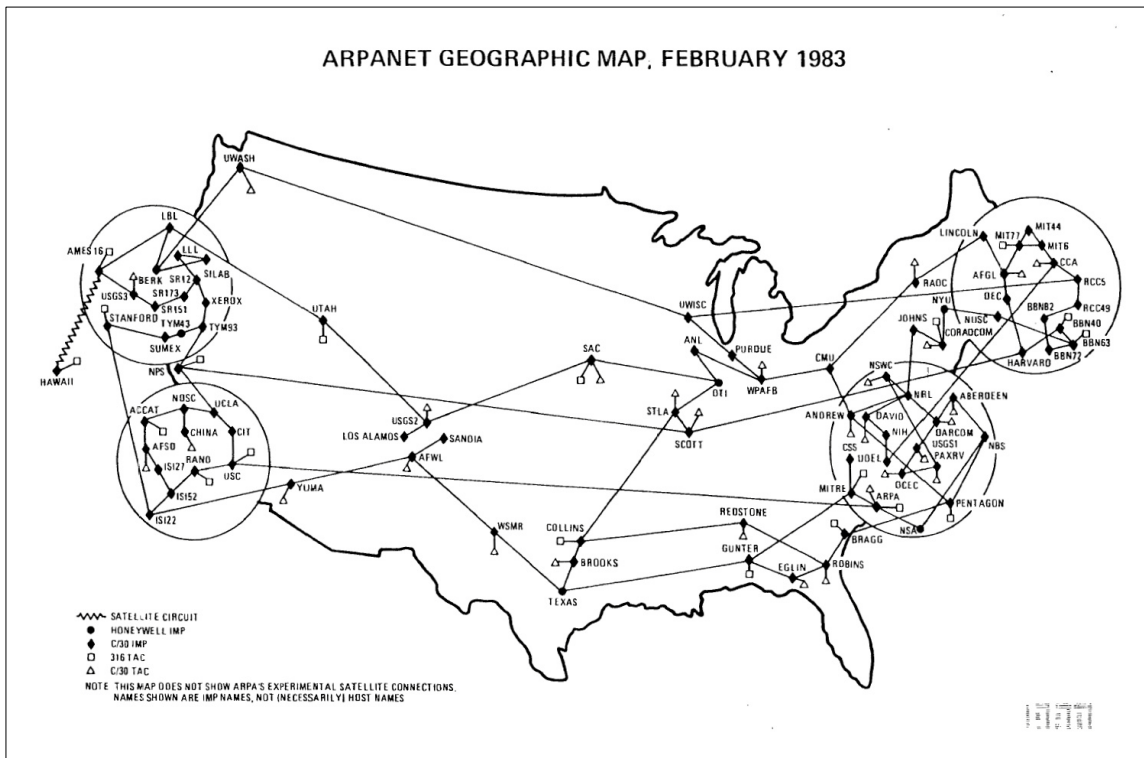 ARPANET GEOGRAPHIC MAP, FEBRUARY 1983
UWASH
LBL
AMES16
LLL
BERK
SILAB
SR12
USGS3
SR173
SR151
XEROX
STANFORD
TYM43
TYM93
SUMEX
HAWAII
NPS
UTAH
NOSC
UCLA
ACCAT
CHINA
CIT
AFSD
RAND
ISI27
USC
ISI52
ISI22
YUMA
LOS ALAMOS
USGS2
SANDIA
AFWL
WSMR
SAC
UWISC
ANL
PURDUE
DTI
WPAFB
STLA
SCOTT
COLLINS
BROOKS
TEXAS
REDSTONE
GUNTER
EGLIN
ROBINS
BRAGG
CMU
RADC
LINCOLN
MIT44
MIT77
MIT6
CCA
AFGL
RCC5
DEC
NYU
NUSC
BBN82
RCC49
JOHNS
CORADCOM
BBN40
BBN63
HARVARD
BBN72
NSWC
NRL
ABERDEEN
ANDREW
DAVID
DARCOM
NIH
USGS1
NBS
CSS
UDEL
PAXRV
DCEC
MITRE
ARPA
PENTAGON
NSA
SATELLITE CIRCUIT
HONEYWELL IMP
C/30 IMP
316 TAC
C/30 TAC
NOTE THIS MAP DOES NOT SHOW ARPA'S EXPERIMENTAL SATELLITE CONNECTIONS.
NAMES SHOWN ARE IMP NAMES, NOT (NECESSARILY) HOST NAMES